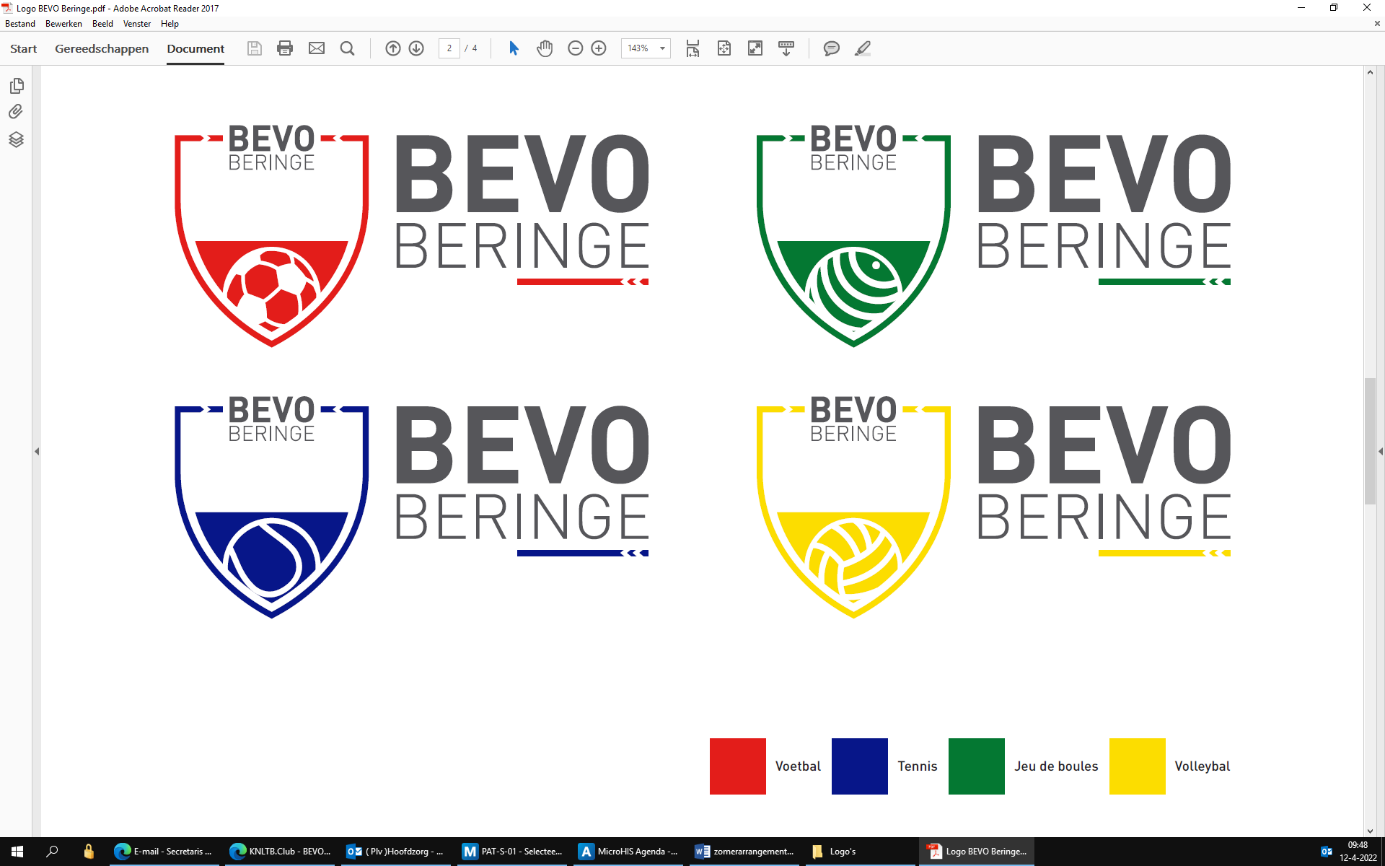 Logo BEVO Beringe.pdf - Adobe Acrobat Reader 2017
Bestand Bewerken Beeld Venster Help
Start Gereedschappen Document 2 / 4 143%
BEVO
BERINGE
BEVO
BERINGE
BEVO
BERINGE
BEVO
BERINGE
BEVO
BERINGE
BEVO
BERINGE
BEVO
BERINGE
BEVO
BERINGE
Voetbal Tennis Jeu de boules Volleybal
E-mail - Secretaris ... KNLTB.Club - BEVO... ( Plv )Hoofdzorg - ... PAT-S-01 - Selectee... MicroHIS Agenda -... zomerarrangement... Logo's Logo BEVO Beringe...
09:48
12-4-2022